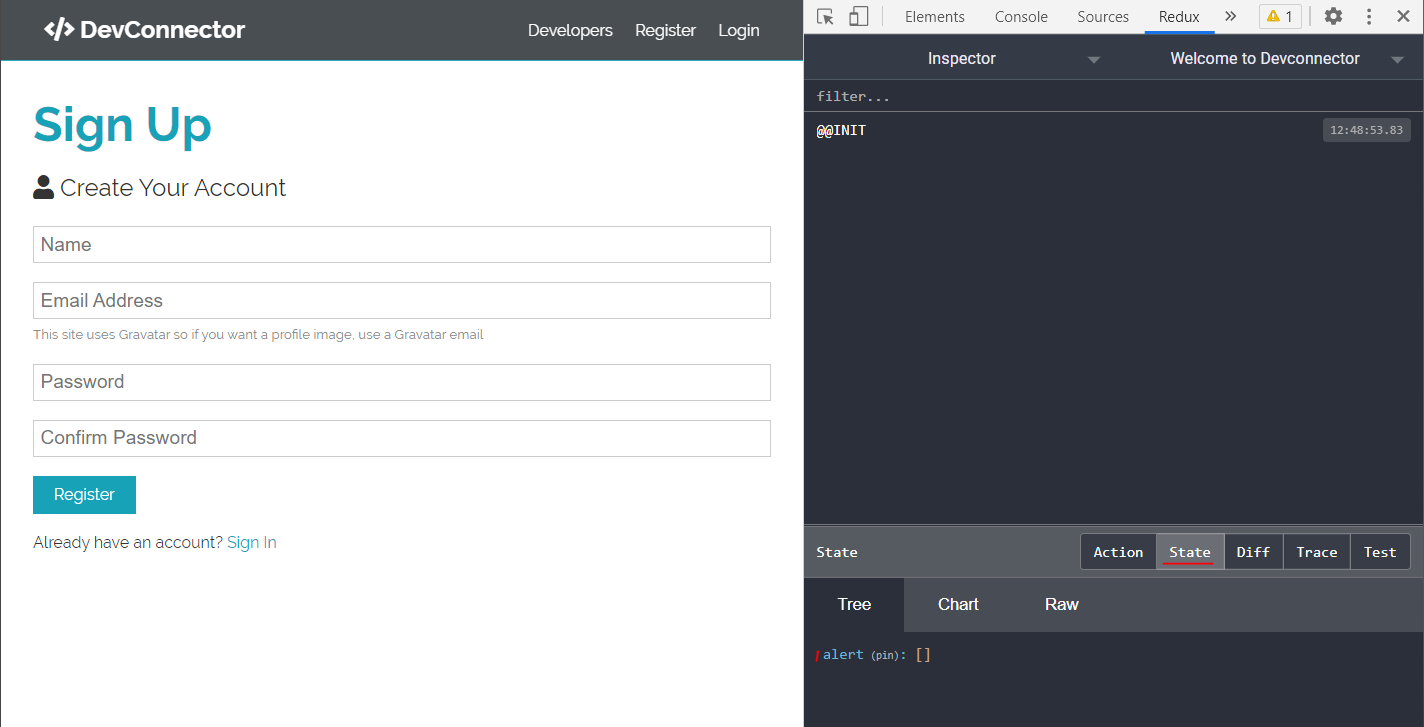 </> DevConnector
Developers Register Login
Sign Up
Create Your Account
Name
Email Address
This site uses Gravatar so if you want a profile image, use a Gravatar email
Password
Confirm Password
Register
Already have an account? Sign In
Elements Console Sources Redux » 1
Inspector Welcome to Devconnector
filter...
@@INIT 12:48:53.83
State Action State Diff Trace Test
Tree Chart Raw
alert (pin): []